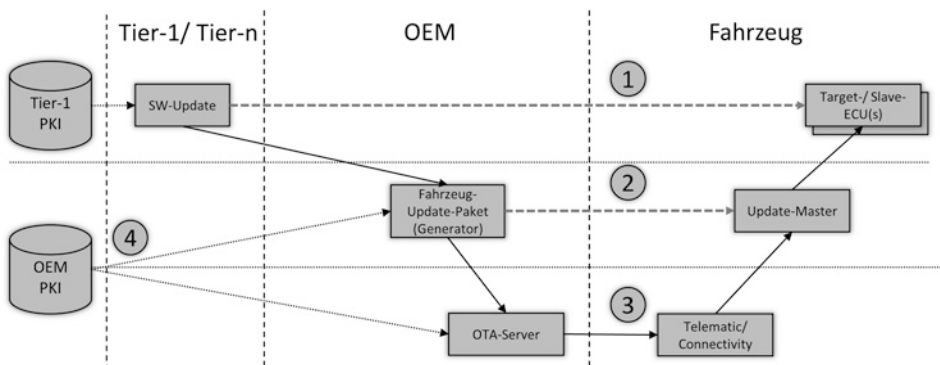 Tier-1/ Tier-n
OEM
Fahrzeug
1
Tier-1
PKI
SW-Update
Target-/ Slave-
ECU(s)
2
Fahrzeug-
Update-Paket
(Generator)
Update-Master
4
OEM
PKI
3
OTA-Server
Telematic/
Connectivity